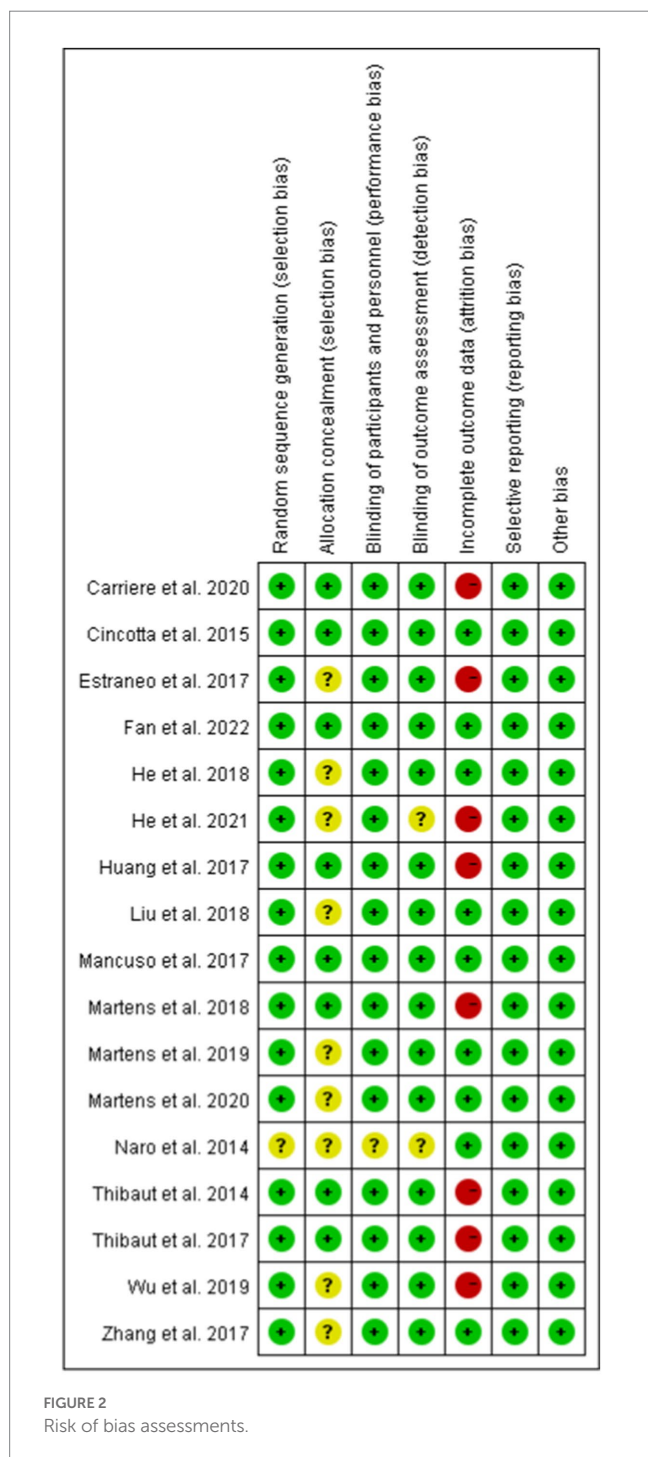 Random sequence generation (selection bias)
Allocation concealment (selection bias)
Blinding of participants and personnel (performance bias)
Blinding of outcome assessment (detection bias)
Incomplete outcome data (attrition bias)
Selective reporting (reporting bias)
Other bias
Carriere et al. 2020 + + + + - + +
Cincotta et al. 2015 + + + + + + +
Estraneo et al. 2017 + ? + + - + +
Fan et al. 2022 + + + + + + +
He et al. 2018 + ? + + + + +
He et al. 2021 + ? + ? - + +
Huang et al. 2017 + + + + - + +
Liu et al. 2018 + ? + + + + +
Mancuso et al. 2017 + + + + + + +
Martens et al. 2018 + + + + - + +
Martens et al. 2019 + ? + + + + +
Martens et al. 2020 + ? + + + + +
Naro et al. 2014 ? ? ? ? + + +
Thibaut et al. 2014 + + + + - + +
Thibaut et al. 2017 + + + + - + +
Wu et al. 2019 + ? + + - + +
Zhang et al. 2017 + ? + + + + +
FIGURE 2
Risk of bias assessments.